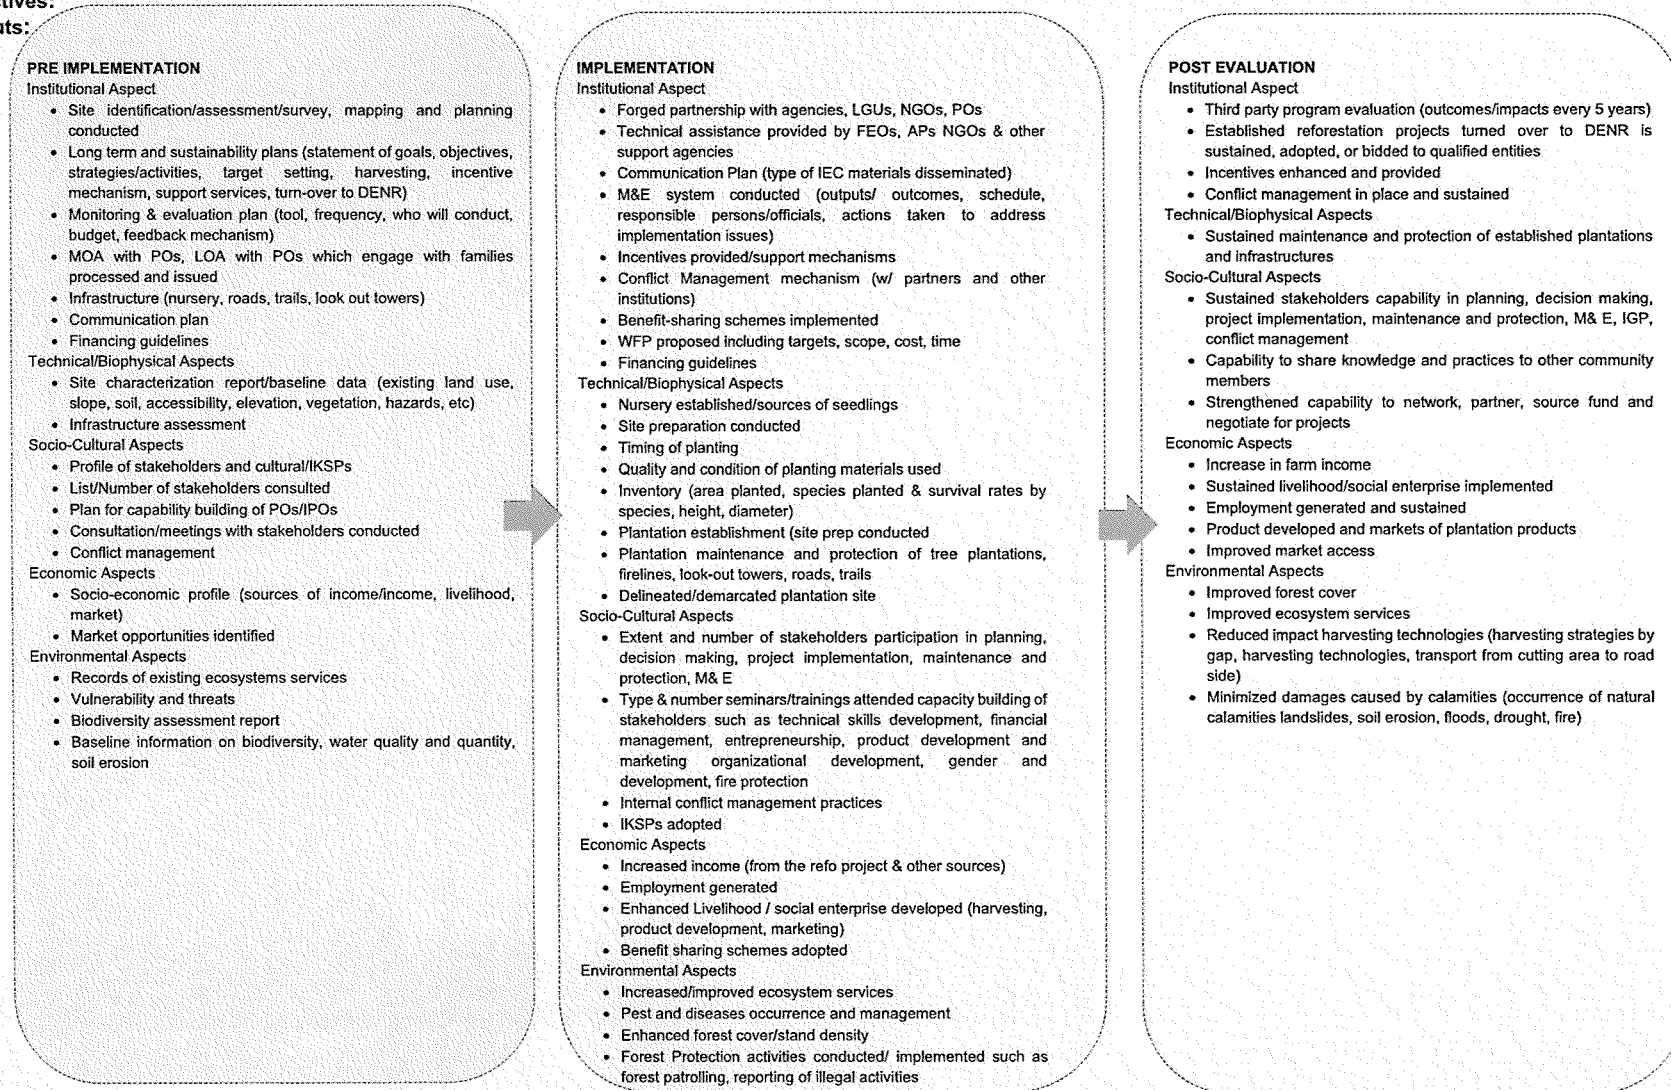 ctives:
uts:
PRE IMPLEMENTATION
Institutional Aspect
• Site identification/assessment/survey, mapping and planning
conducted
• Long term and sustainability plans (statement of goals, objectives,
strategies/activities, target setting, harvesting, incentive
mechanism, support services, turn-over to DENR)
• Monitoring & evaluation plan (tool, frequency, who will conduct,
budget, feedback mechanism)
• MOA with POs, LOA with POs which engage with families
processed and issued
• Infrastructure (nursery, roads, trails, look out towers)
• Communication plan
• Financing guidelines
Technical/Biophysical Aspects
• Site characterization report/baseline data (existing land use,
slope, soil, accessibility, elevation, vegetation, hazards, etc)
• Infrastructure assessment
Socio-Cultural Aspects
• Profile of stakeholders and cultural/IKSPs
• List/Number of stakeholders consulted
• Plan for capability building of POs/IPOs
• Consultation/meetings with stakeholders conducted
• Conflict management
Economic Aspects
• Socio-economic profile (sources of income/income, livelihood,
market)
• Market opportunities identified
Environmental Aspects
• Records of existing ecosystems services
• Vulnerability and threats
• Biodiversity assessment report
• Baseline information on biodiversity, water quality and quantity,
soil erosion
IMPLEMENTATION
Institutional Aspect
• Forged partnership with agencies, LGUs, NGOs, POs
• Technical assistance provided by FEOs, APs NGOs & other
support agencies
• Communication Plan (type of IEC materials disseminated)
• M&E system conducted (outputs/ outcomes, schedule,
responsible persons/officials, actions taken to address
implementation issues)
• Incentives provided/support mechanisms
• Conflict Management mechanism (w/ partners and other
institutions)
• Benefit-sharing schemes implemented
• WFP proposed including targets, scope, cost, time
• Financing guidelines
Technical/Biophysical Aspects
• Nursery established/sources of seedlings
• Site preparation conducted
• Timing of planting
• Quality and condition of planting materials used
• Inventory (area planted, species planted & survival rates by
species, height, diameter)
• Plantation establishment (site prep conducted
• Plantation maintenance and protection of tree plantations,
firelines, look-out towers, roads, trails
• Delineated/demarcated plantation site
Socio-Cultural Aspects
• Extent and number of stakeholders participation in planning,
decision making, project implementation, maintenance and
protection, M& E
• Type & number seminars/trainings attended capacity building of
stakeholders such as technical skills development, financial
management, entrepreneurship, product development and
marketing organizational development, gender and
development, fire protection
• Internal conflict management practices
• IKSPs adopted
Economic Aspects
• Increased income (from the refo project & other sources)
• Employment generated
• Enhanced Livelihood / social enterprise developed (harvesting,
product development, marketing)
• Benefit sharing schemes adopted
Environmental Aspects
• Increased/improved ecosystem services
• Pest and diseases occurrence and management
• Enhanced forest cover/stand density
• Forest Protection activities conducted/ implemented such as
forest patrolling, reporting of illegal activities
POST EVALUATION
Institutional Aspect
• Third party program evaluation (outcomes/impacts every 5 years)
• Established reforestation projects turned over to DENR is
sustained, adopted, or bidded to qualified entities
• Incentives enhanced and provided
• Conflict management in place and sustained
Technical/Biophysical Aspects
• Sustained maintenance and protection of established plantations
and infrastructures
Socio-Cultural Aspects
• Sustained stakeholders capability in planning, decision making,
project implementation, maintenance and protection, M& E, IGP,
conflict management
• Capability to share knowledge and practices to other community
members
• Strengthened capability to network, partner, source fund and
negotiate for projects
Economic Aspects
• Increase in farm income
• Sustained livelihood/social enterprise implemented
• Employment generated and sustained
• Product developed and markets of plantation products
• Improved market access
Environmental Aspects
• Improved forest cover
• Improved ecosystem services
• Reduced impact harvesting technologies (harvesting strategies by
gap, harvesting technologies, transport from cutting area to road
side)
• Minimized damages caused by calamities (occurrence of natural
calamities landslides, soil erosion, floods, drought, fire)